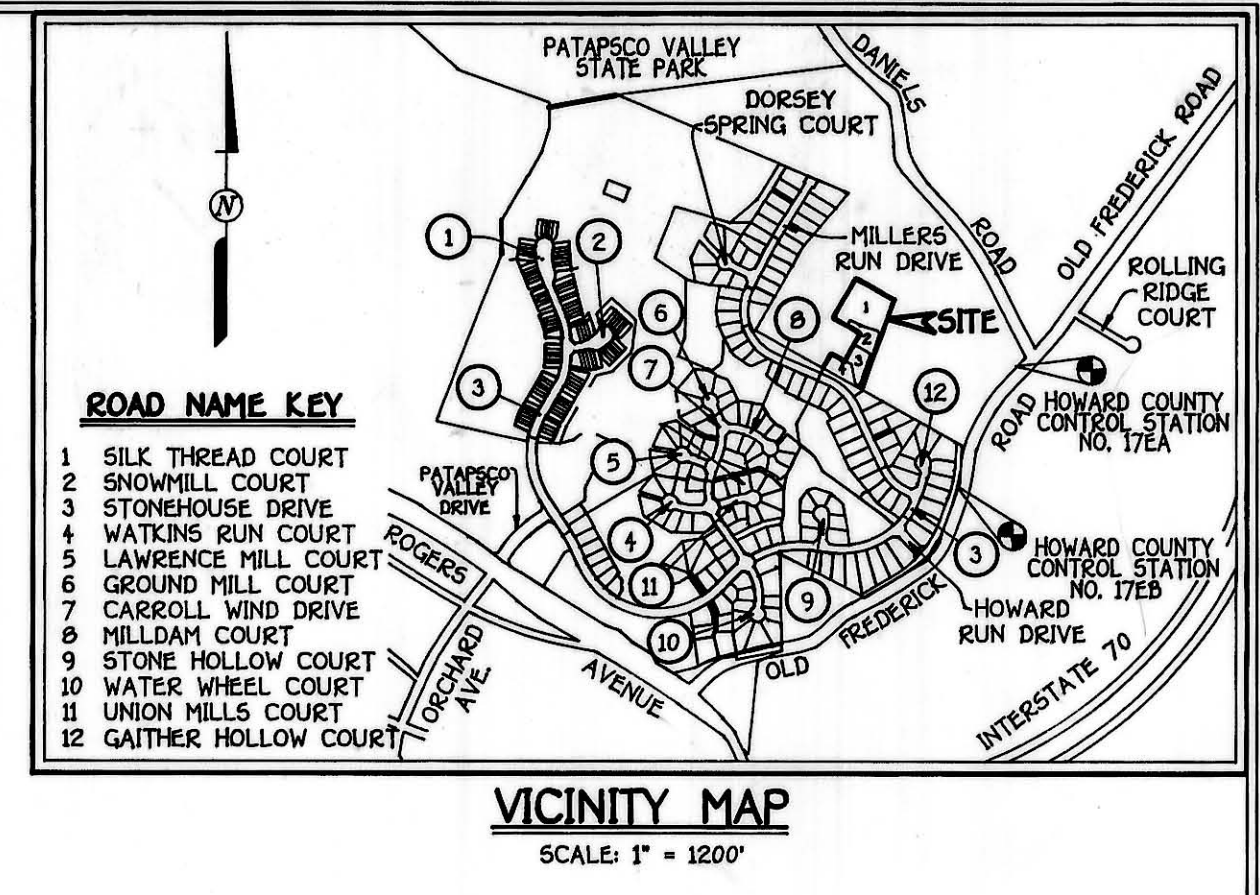 PATAPSCO VALLEY
STATE PARK
DORSEY
SPRING COURT
DANIELS
ROAD
OLD FREDERICK ROAD
N
1
2
3
MILLERS
RUN DRIVE
ROLLING
RIDGE
COURT
1
2
3
4
SITE
6
8
7
12
5
4
11
10
9
3
ROAD
HOWARD COUNTY
CONTROL STATION
NO. 17EA
HOWARD COUNTY
CONTROL STATION
NO. 17EB
HOWARD
RUN DRIVE
PATAPSCO
VALLEY
DRIVE
ROGERS
AVENUE
ORCHARD
AVE.
OLD
FREDERICK
INTERSTATE 70
ROAD NAME KEY
1 SILK THREAD COURT
2 SNOWMILL COURT
3 STONEHOUSE DRIVE
4 WATKINS RUN COURT
5 LAWRENCE MILL COURT
6 GROUND MILL COURT
7 CARROLL WIND DRIVE
8 MILLDAM COURT
9 STONE HOLLOW COURT
10 WATER WHEEL COURT
11 UNION MILLS COURT
12 GAITHER HOLLOW COURT
VICINITY MAP
SCALE: 1" = 1200'